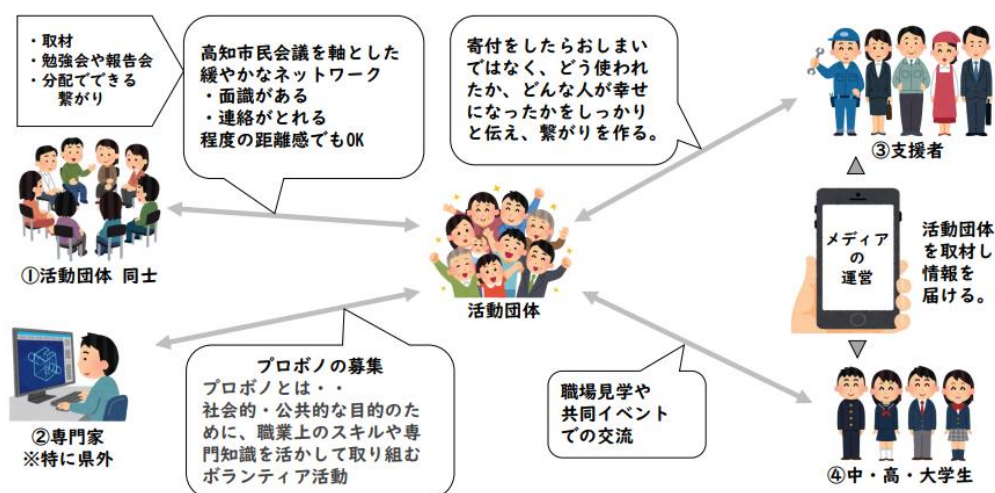 ・取材
・勉強会や報告会
・分配でできる
繋がり
高知市民会議を軸とした
緩やかなネットワーク
・面識がある
・連絡がとれる
程度の距離感でもOK
寄付をしたらおしまい
ではなく、どう使われ
たか、どんな人が幸せ
になったかをしっかり
と伝え、繋がりを作る。
③支援者
①活動団体 同士
活動団体
メディア
の
運営
活動団体
を取材し
情報を
届ける。
②専門家
※特に県外
プロボノの募集
プロボノとは・・
社会的・公共的な目的のた
めに、職業上のスキルや専
門知識を活かして取り組む
ボランティア活動
職場見学や
共同イベント
での交流
④中・高・大学生